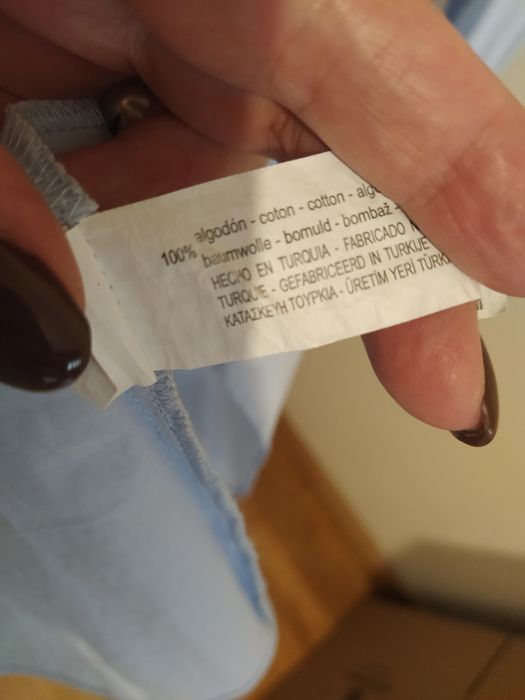 100% algodón - coton - cotton -
baumwolle - bomuld - bombaž -
HECHO EN TURQUIA - FABRICADO
TURQUIE - GEFABRICEERD IN TURKIJE
ΚΑΤΑΣΚΕΥΗ ΤΟΥΡΚΙΑ - ÜRETİM YERİ